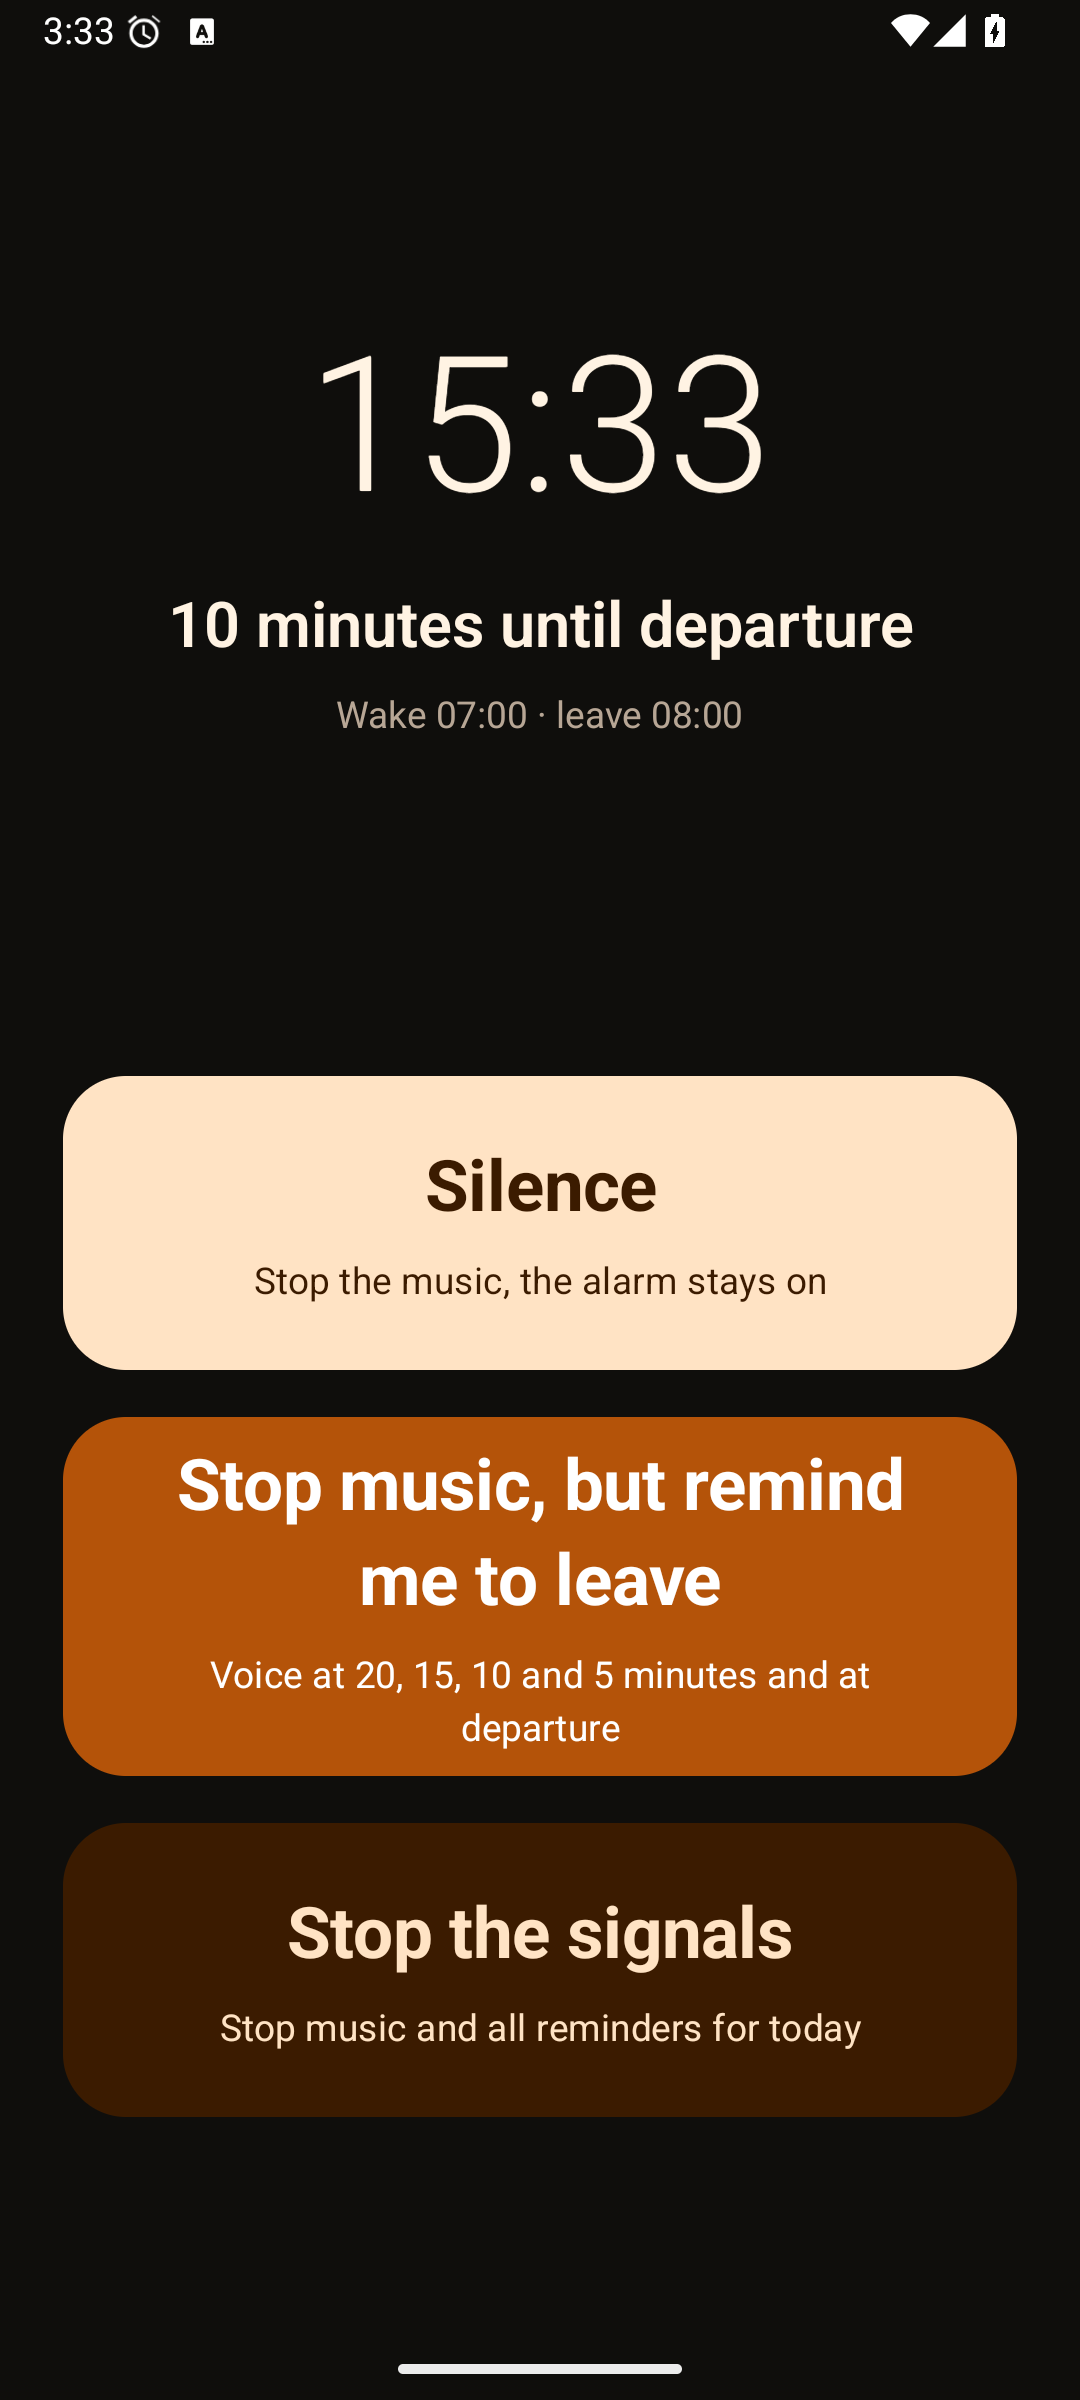 3:33
15:33
10 minutes until departure
Wake 07:00 · leave 08:00
Silence
Stop the music, the alarm stays on
Stop music, but remind
me to leave
Voice at 20, 15, 10 and 5 minutes and at
departure
Stop the signals
Stop music and all reminders for today